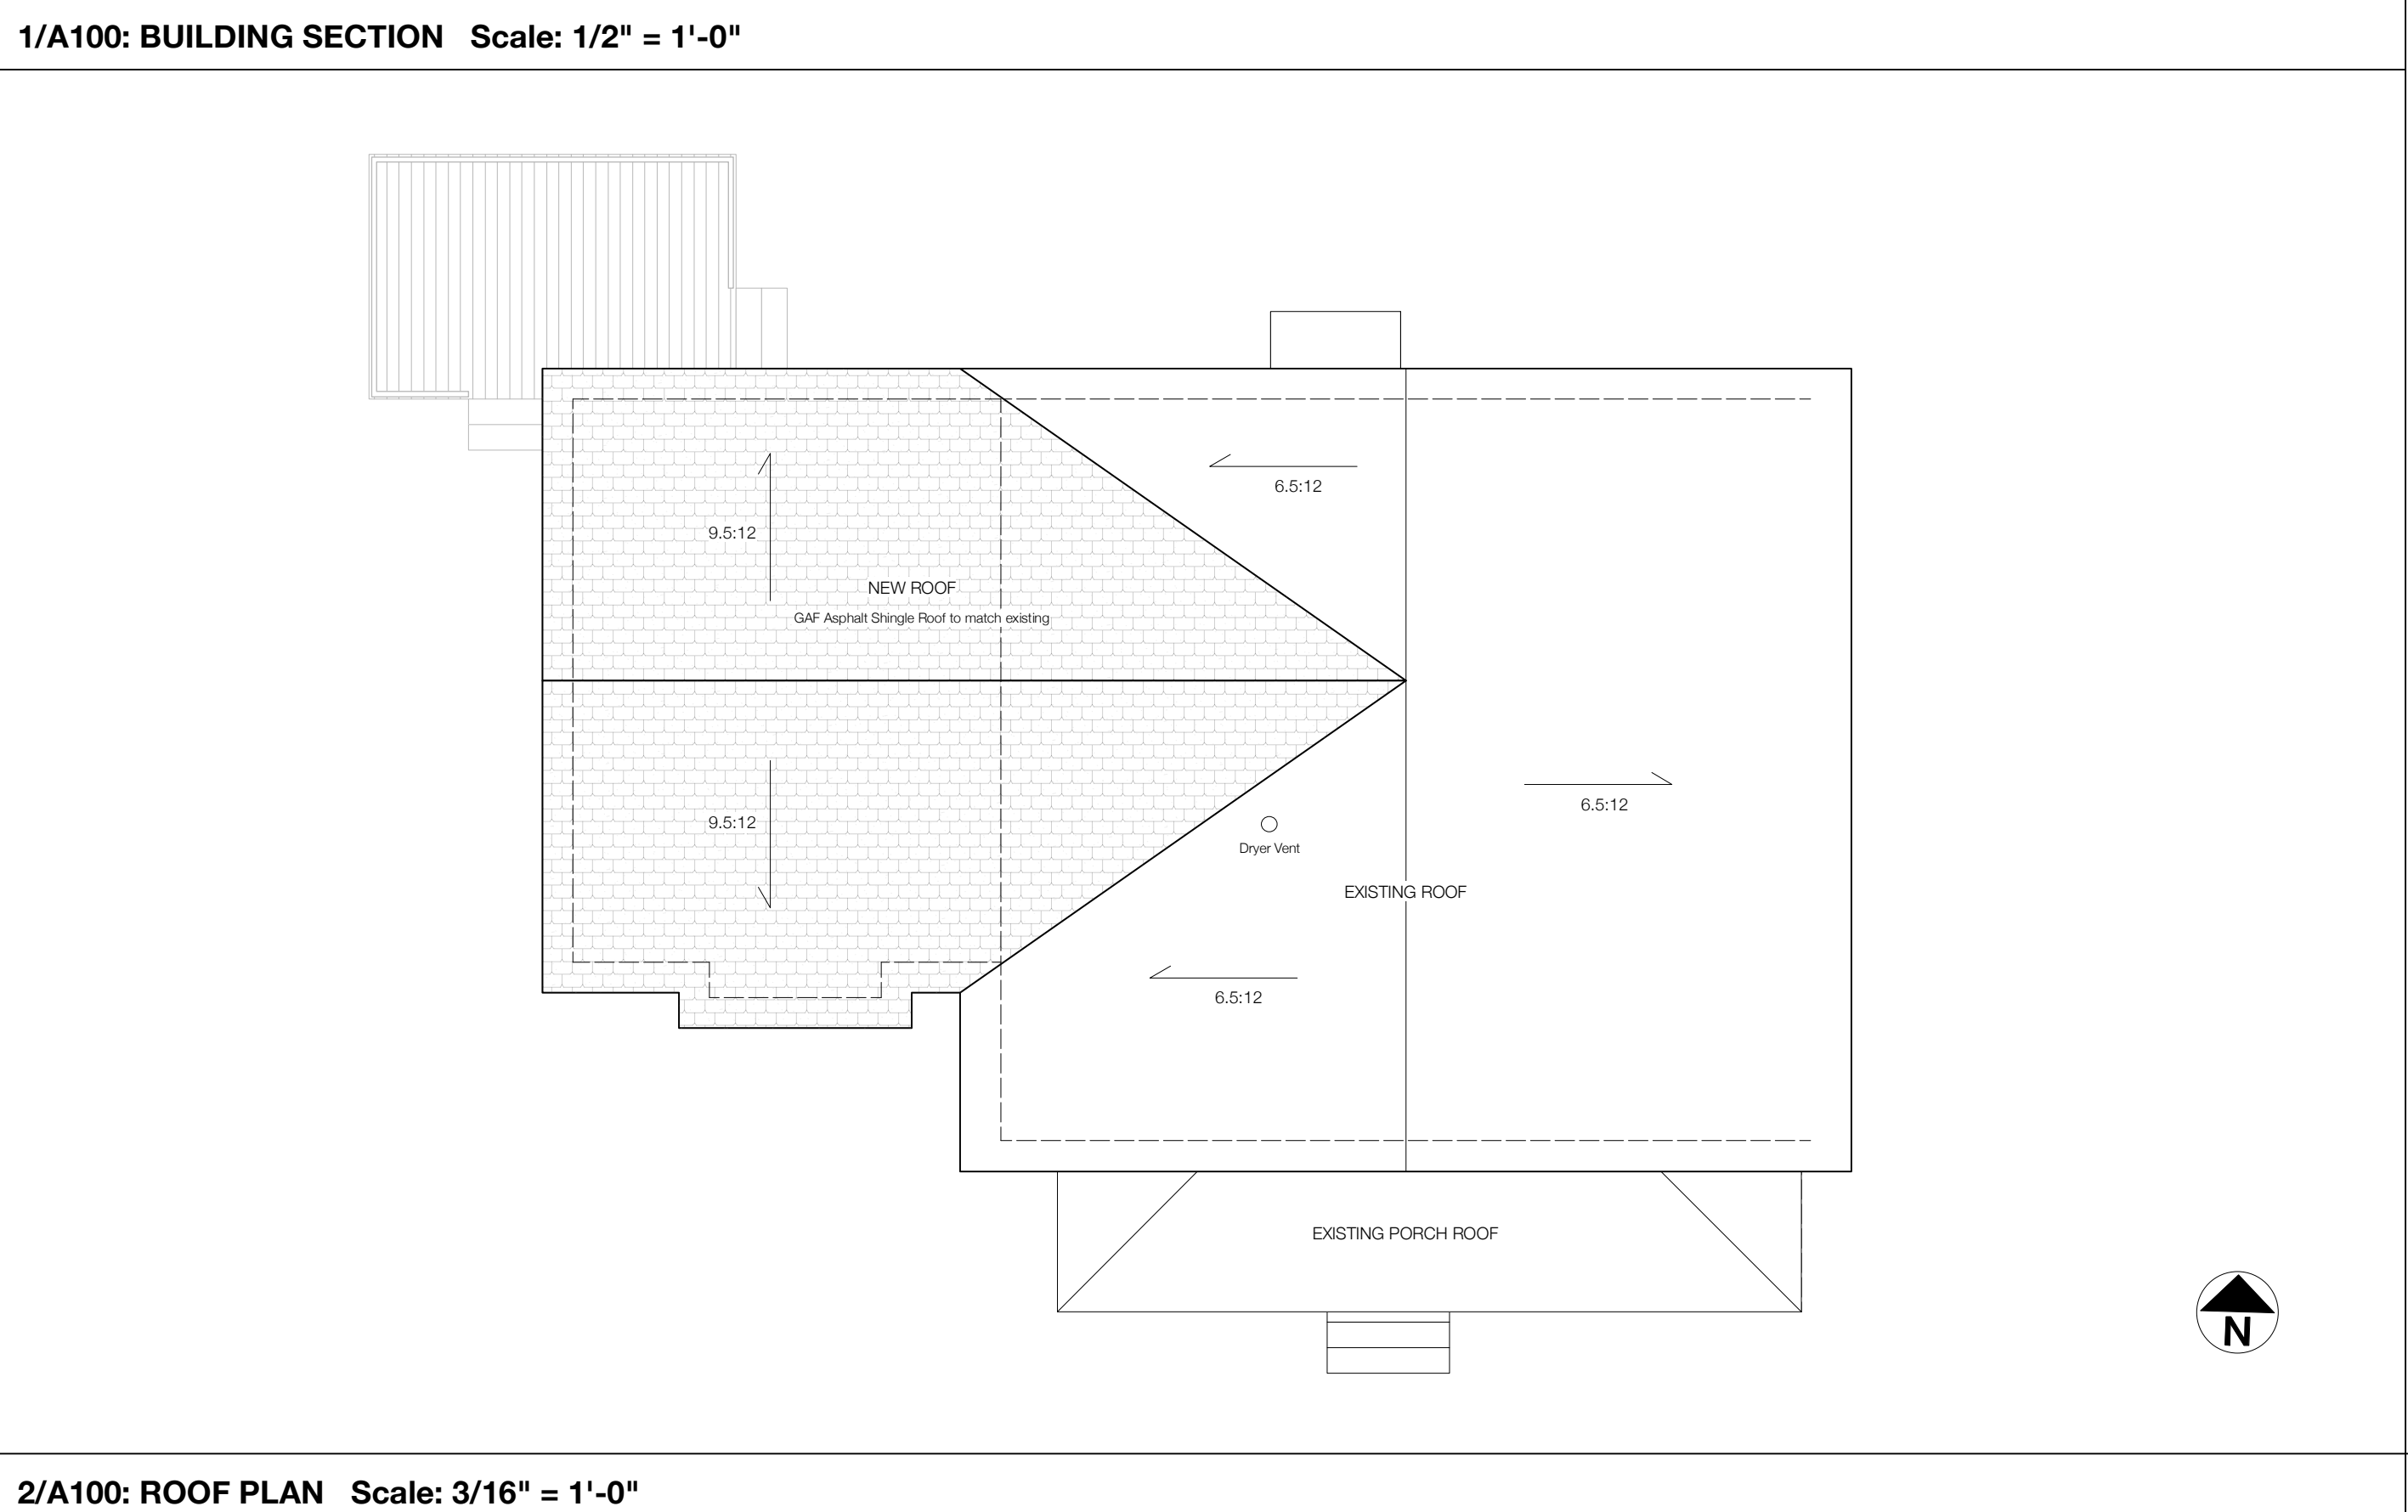 1/A100: BUILDING SECTION   Scale: 1/2" = 1'-0"
6.5:12
9.5:12
NEW ROOF
GAF Asphalt Shingle Roof to match existing
6.5:12
9.5:12
Dryer Vent
EXISTING ROOF
6.5:12
EXISTING PORCH ROOF
N
2/A100: ROOF PLAN   Scale: 3/16" = 1'-0"